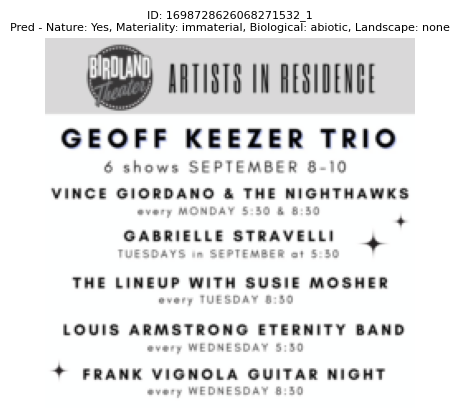 ID: 1698728626068271532_1
Pred - Nature: Yes, Materiality: immaterial, Biological: abiotic, Landscape: none
BIRDLAND
Theater
ARTISTS IN RESIDENCE
GEOFF KEEZER TRIO
6 shows SEPTEMBER 8-10
VINCE GIORDANO & THE NIGHTHAWKS
every MONDAY 5:30 & 8:30
GABRIELLE STRAVELLI
TUESDAYS in SEPTEMBER at 5:30
THE LINEUP WITH SUSIE MOSHER
every TUESDAY 8:30
LOUIS ARMSTRONG ETERNITY BAND
every WEDNESDAY 5:30
FRANK VIGNOLA GUITAR NIGHT
every WEDNESDAY 8:30